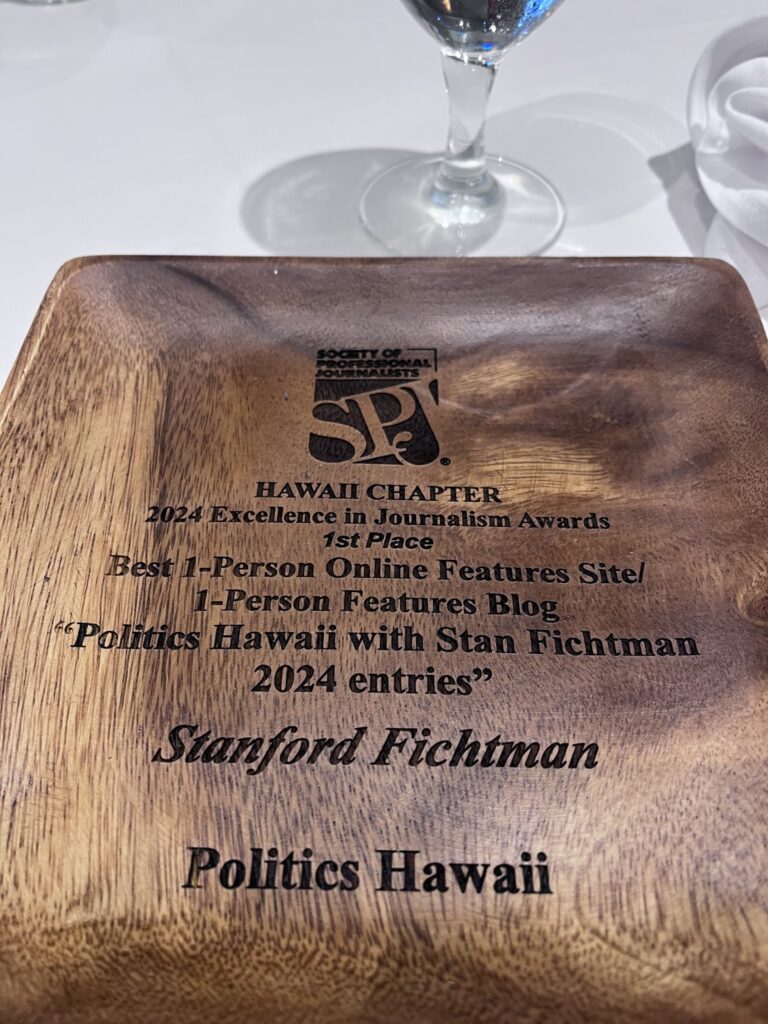 SOCIETY OF
PROFESSIONAL
JOURNALISTS
SPJ
®
HAWAII CHAPTER
2024 Excellence in Journalism Awards
1st Place
Best 1-Person Online Features Site/
1-Person Features Blog
“Politics Hawaii with Stan Fichtman
2024 entries”
Stanford Fichtman
Politics Hawaii